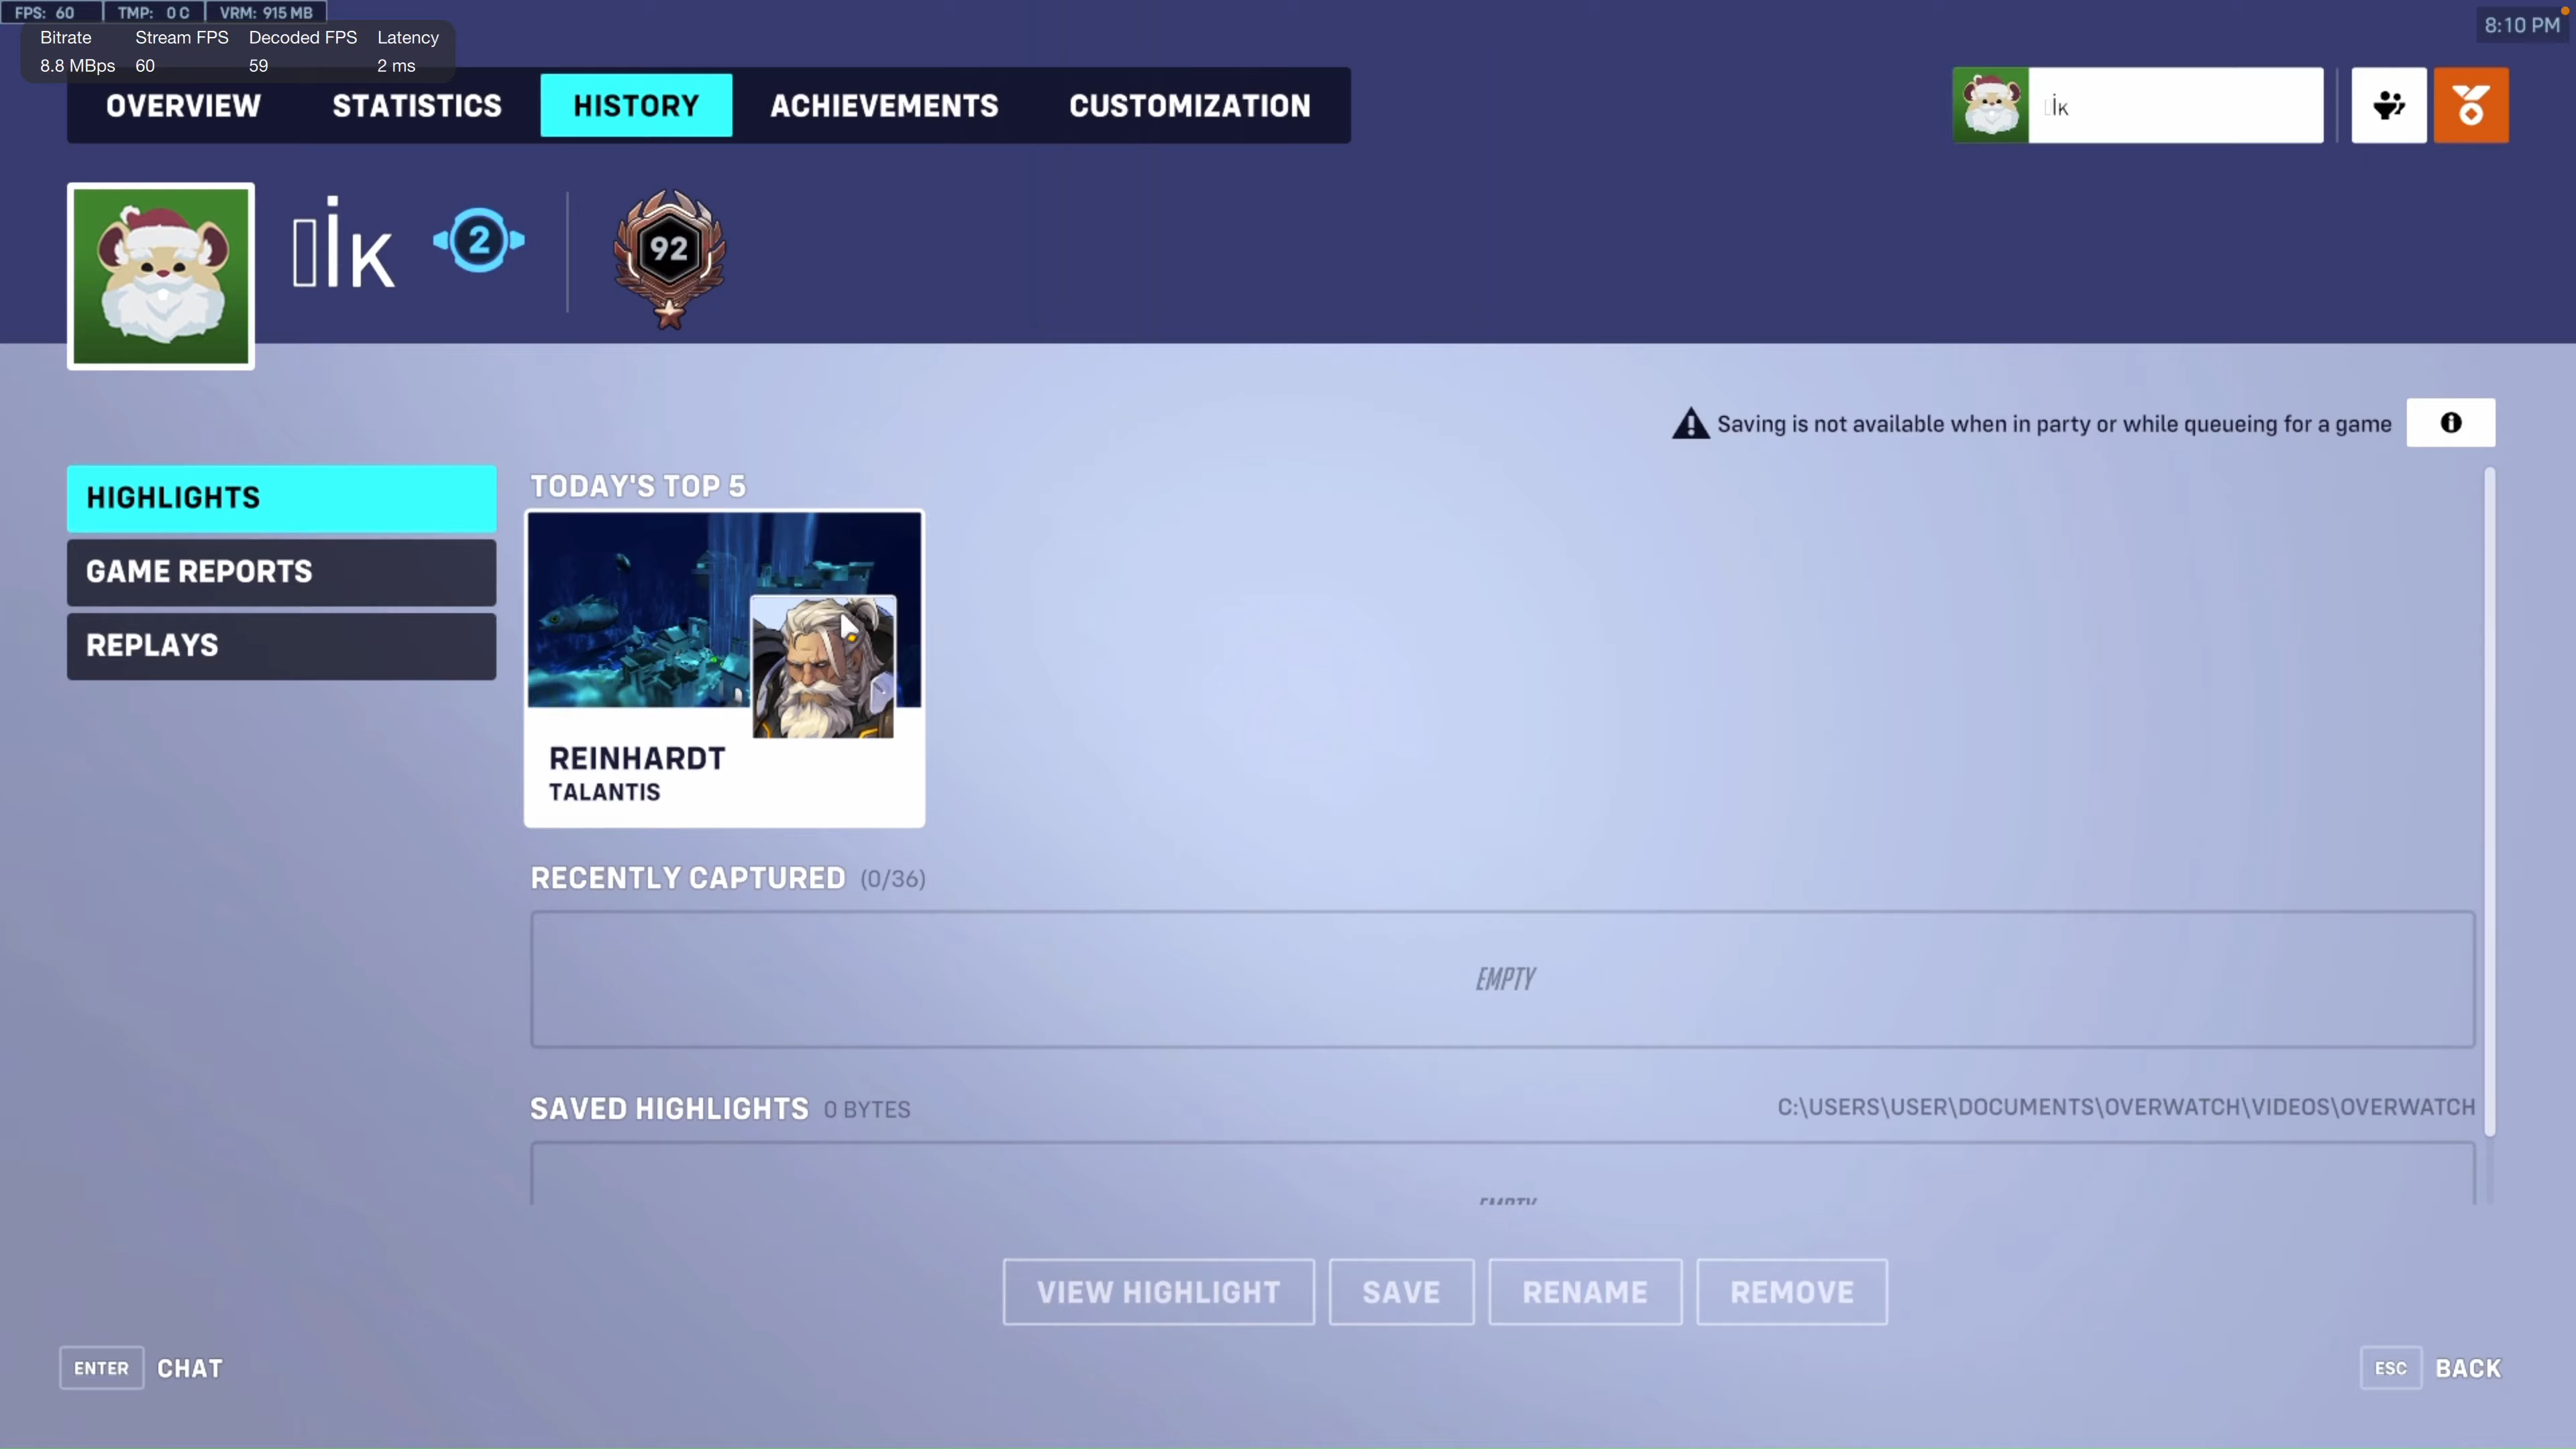 FPS: 60 TMP: 0 C VRM: 915 MB
8:10 PM
Bitrate Stream FPS Decoded FPS Latency
8.8 MBps 60 59 2 ms
OVERVIEW STATISTICS HISTORY ACHIEVEMENTS CUSTOMIZATION
İK
İK 2 92
Saving is not available when in party or while queueing for a game
HIGHLIGHTS
GAME REPORTS
REPLAYS
TODAY'S TOP 5
REINHARDT
TALANTIS
RECENTLY CAPTURED (0/36)
EMPTY
SAVED HIGHLIGHTS 0 BYTES C:\USERS\USER\DOCUMENTS\OVERWATCH\VIDEOS\OVERWATCH
EMPTY
VIEW HIGHLIGHT SAVE RENAME REMOVE
ENTER CHAT
ESC BACK